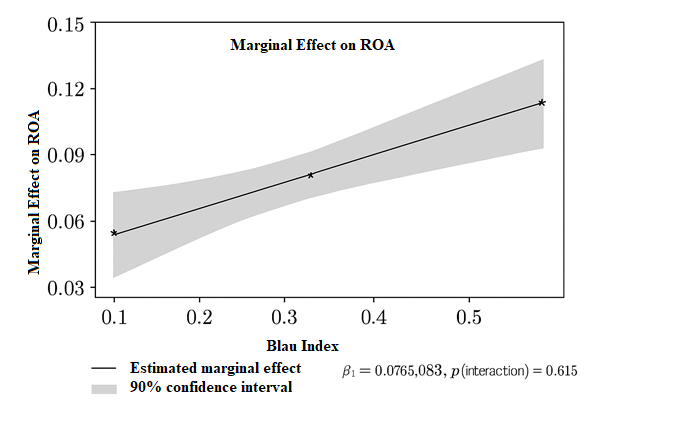 Marginal Effect on ROA
Marginal Effect on ROA
0.15
0.12
0.09
0.06
0.03
0.1 0.2 0.3 0.4 0.5
Blau Index
Estimated marginal effect
90% confidence interval
β₁ = 0.0765,083, p(interaction) = 0.615